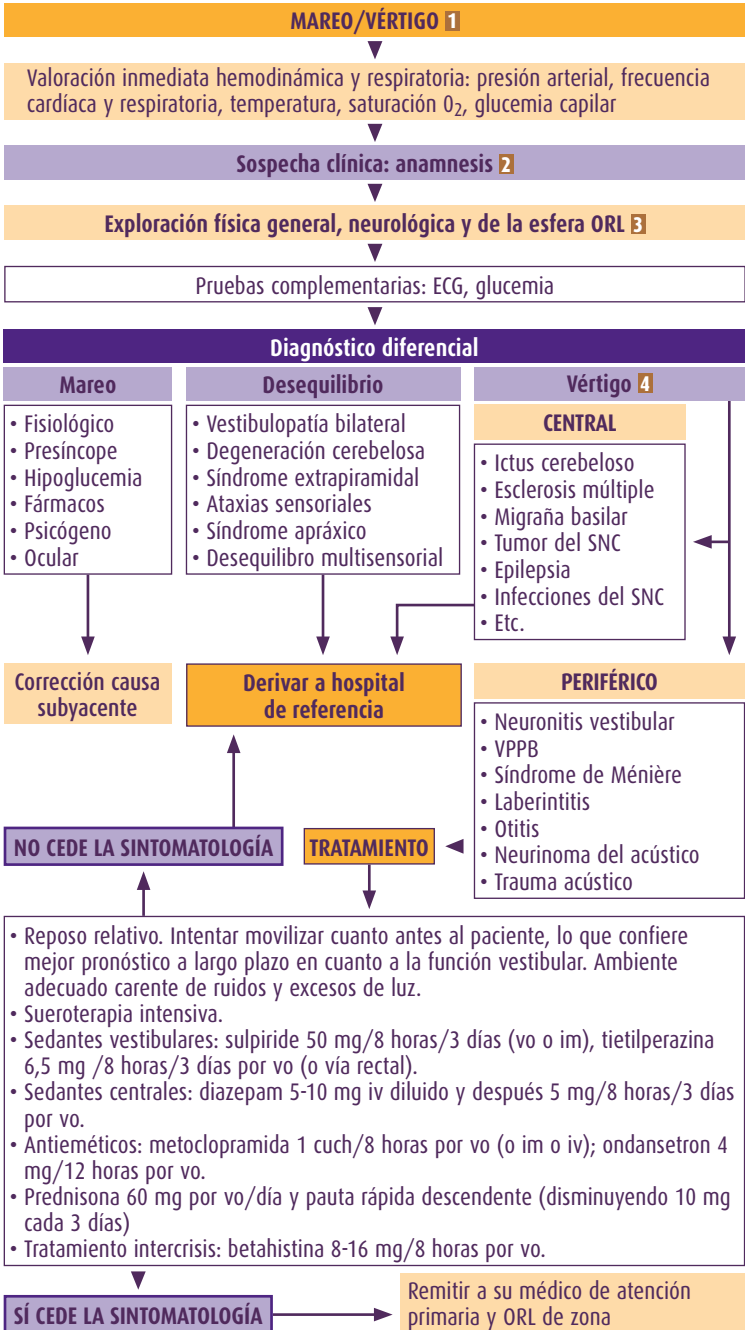 MAREO/VÉRTIGO 1
Valoración inmediata hemodinámica y respiratoria: presión arterial, frecuencia
cardíaca y respiratoria, temperatura, saturación 0₂, glucemia capilar
Sospecha clínica: anamnesis 2
Exploración física general, neurológica y de la esfera ORL 3
Pruebas complementarias: ECG, glucemia
Diagnóstico diferencial
Mareo
• Fisiológico
• Presíncope
• Hipoglucemia
• Fármacos
• Psicógeno
• Ocular
Desequilibrio
• Vestibulopatía bilateral
• Degeneración cerebelosa
• Síndrome extrapiramidal
• Ataxias sensoriales
• Síndrome apráxico
• Desequilibro multisensorial
Vértigo 4
CENTRAL
• Ictus cerebeloso
• Esclerosis múltiple
• Migraña basilar
• Tumor del SNC
• Epilepsia
• Infecciones del SNC
• Etc.
Corrección causa
subyacente
Derivar a hospital
de referencia
PERIFÉRICO
• Neuronitis vestibular
• VPPB
• Síndrome de Ménière
• Laberintitis
• Otitis
• Neurinoma del acústico
• Trauma acústico
NO CEDE LA SINTOMATOLOGÍA
TRATAMIENTO
• Reposo relativo. Intentar movilizar cuanto antes al paciente, lo que confiere
mejor pronóstico a largo plazo en cuanto a la función vestibular. Ambiente
adecuado carente de ruidos y excesos de luz.
• Sueroterapia intensiva.
• Sedantes vestibulares: sulpiride 50 mg/8 horas/3 días (vo o im), tietilperazina
6,5 mg /8 horas/3 días por vo (o vía rectal).
• Sedantes centrales: diazepam 5-10 mg iv diluido y después 5 mg/8 horas/3 días
por vo.
• Antieméticos: metoclopramida 1 cuch/8 horas por vo (o im o iv); ondansetron 4
mg/12 horas por vo.
• Prednisona 60 mg por vo/día y pauta rápida descendente (disminuyendo 10 mg
cada 3 días)
• Tratamiento intercrisis: betahistina 8-16 mg/8 horas por vo.
SÍ CEDE LA SINTOMATOLOGÍA
Remitir a su médico de atención
primaria y ORL de zona